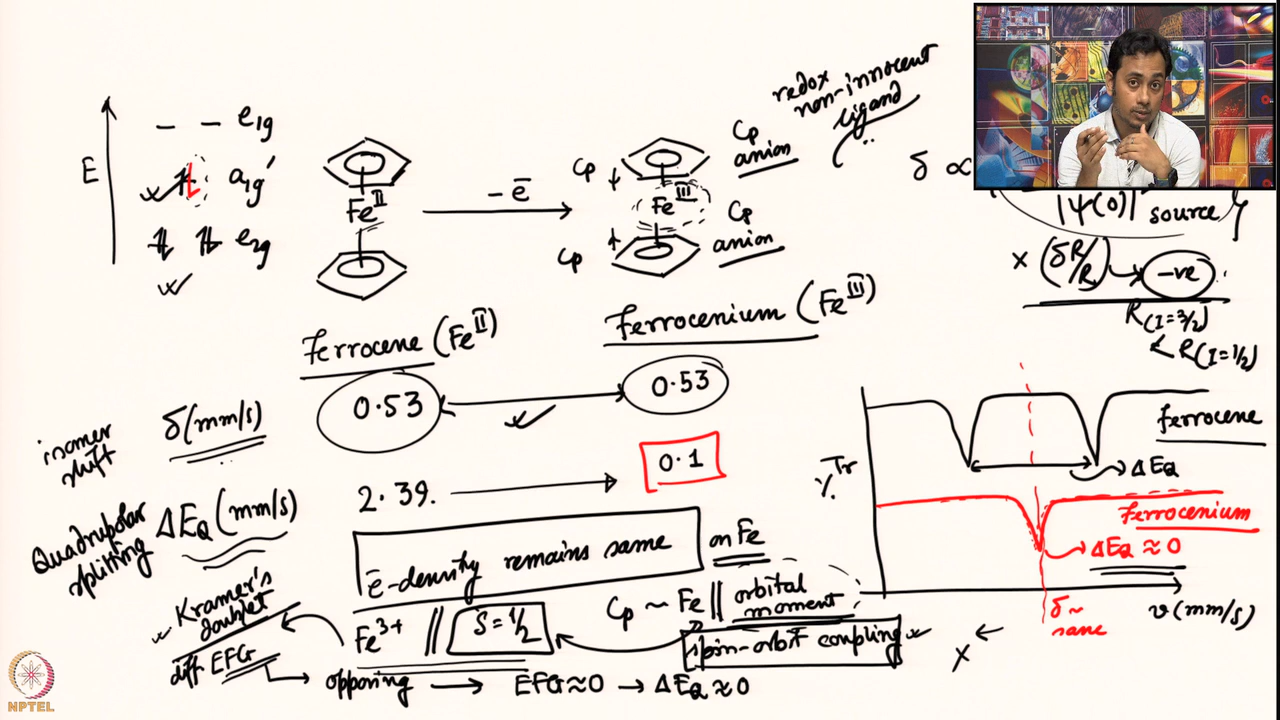 E
e1g
a1g'
e2g
Fe II
- e̅
Cp
Cp
Fe III
Cp anion
Cp anion
redox non-innocent ligand
δ ∝
|ψ(0)| source }
× (δR/R) → -ve
R(I=3/2)
< R(I=1/2)
Ferrocene (Fe II)
Ferrocenium (Fe III)
isomer shift
δ(mm/s)
0.53
0.53
Quadrupolar splitting
ΔEQ (mm/s)
2.39.
0.1
e̅-density remains same
on Fe
Kramer's doublet
diff EFG
Fe3+ || S=1/2
Cp ~ Fe || orbital moment
spin-orbit coupling
opposing → EFG≈0 → ΔEQ≈0
% Tr
ferrocene
ΔEQ
Ferrocenium
ΔEQ ≈ 0
δ ~ same
v(mm/s)
X ←
NPTEL